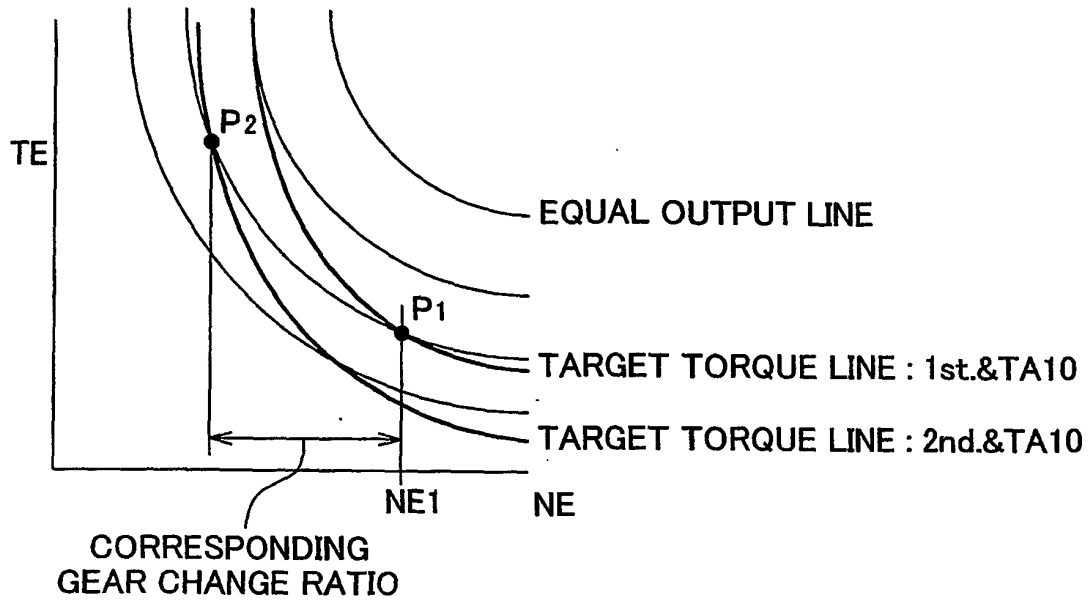 TE
P2
EQUAL OUTPUT LINE
P1
TARGET TORQUE LINE : 1st.&TA10
TARGET TORQUE LINE : 2nd.&TA10
NE1
NE
CORRESPONDING
GEAR CHANGE RATIO